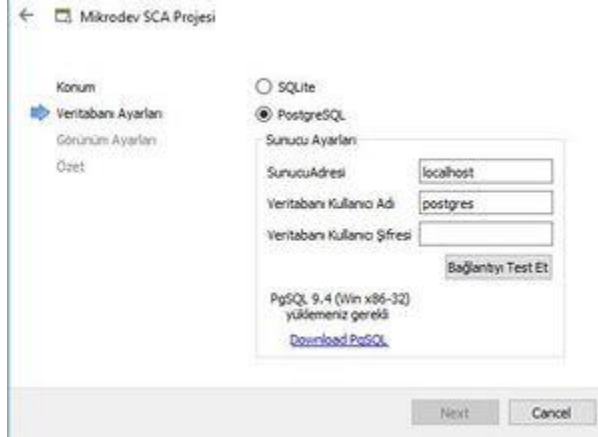 Mikrodev SCA Projesi
Konum
Veritabanı Ayarları
Görünüm Ayarları
Özet
SQLite
PostgreSQL
Sunucu Ayarları
SunucuAdresi
localhost
Veritabanı Kullanıcı Adı
postgres
Veritabanı Kullanıcı Şifresi
Bağlantıyı Test Et
PgSQL 9.4 (Win x86-32)
yüklemeniz gerekli
Download PgSQL
Next
Cancel